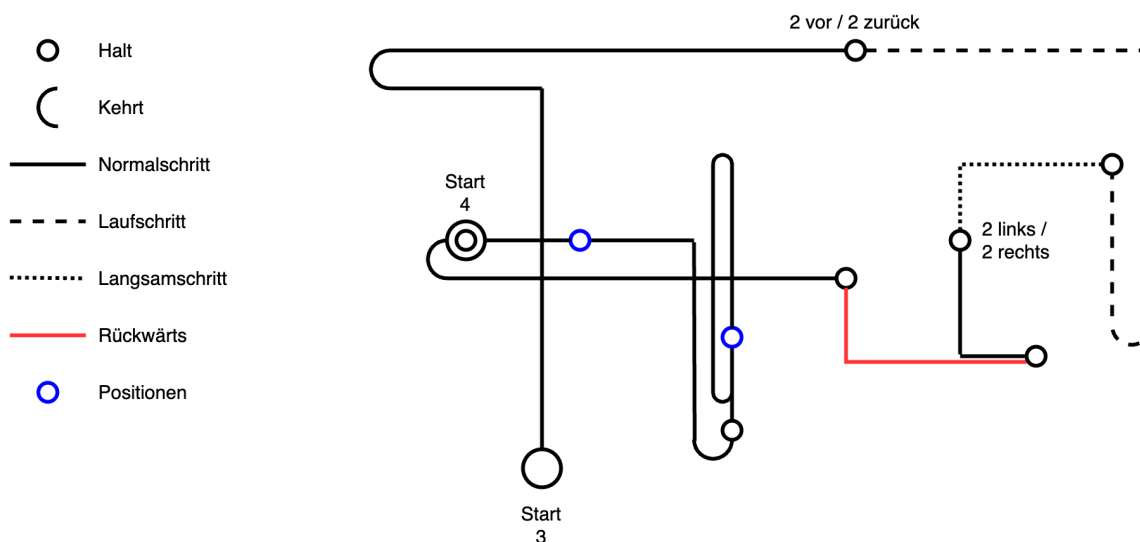 Halt
Kehrt
Normalschritt
Laufschritt
Langsamschritt
Rückwärts
Positionen
2 vor / 2 zurück
Start
4
2 links /
2 rechts
Start
3